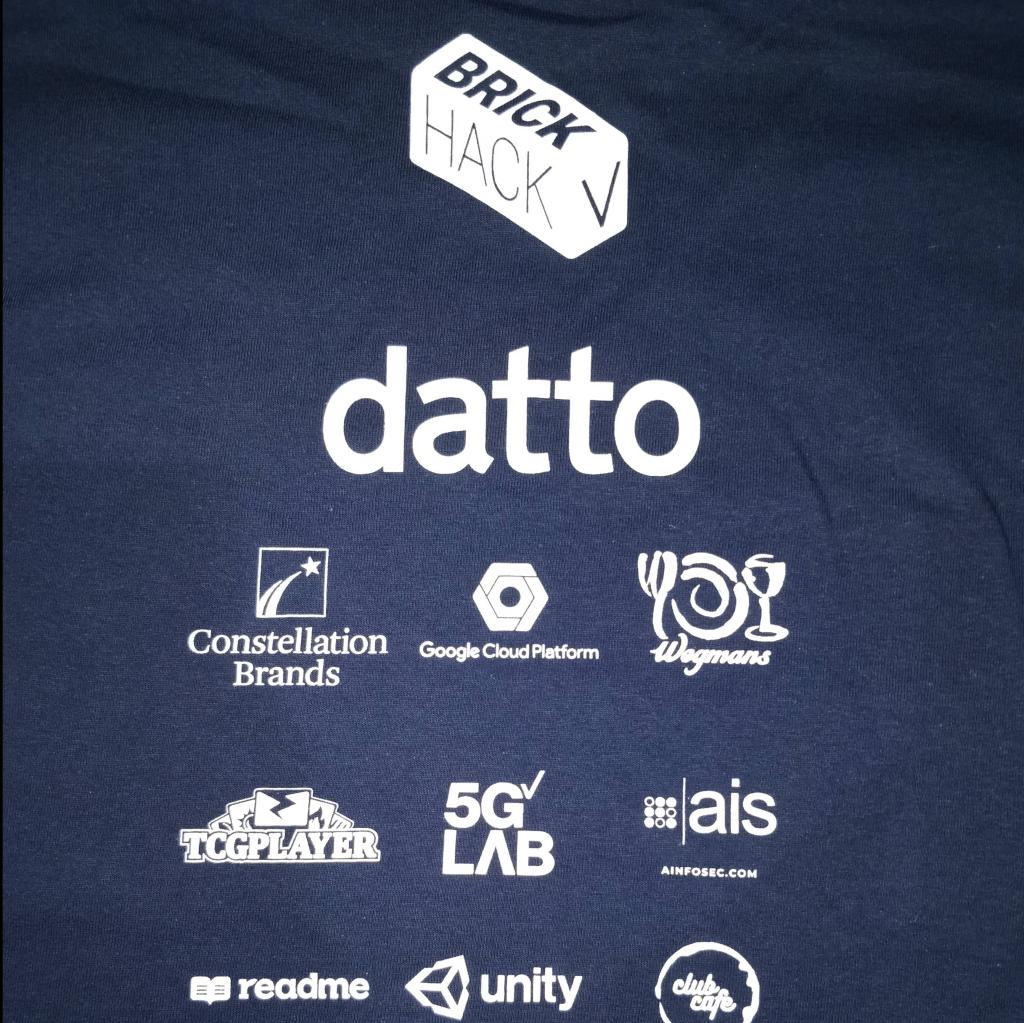 BRICK
HACK V
datto
Constellation
Brands
Google Cloud Platform
Wegmans
TCGPLAYER
5G
LAB
ais
AINFOSEC.COM
readme
unity
club
cafe